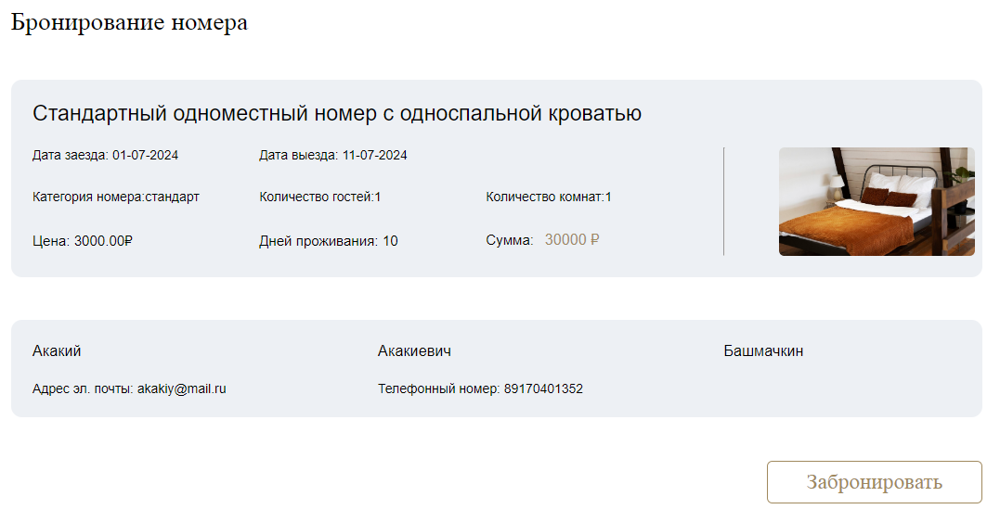 Бронирование номера
Стандартный одноместный номер с односпальной кроватью
Дата заезда: 01-07-2024 Дата выезда: 11-07-2024
Категория номера:стандарт Количество гостей:1 Количество комнат:1
Цена: 3000.00₽ Дней проживания: 10 Сумма: 30000 ₽
Акакий Акакиевич Башмачкин
Адрес эл. почты: akakiy@mail.ru Телефонный номер: 89170401352
Забронировать